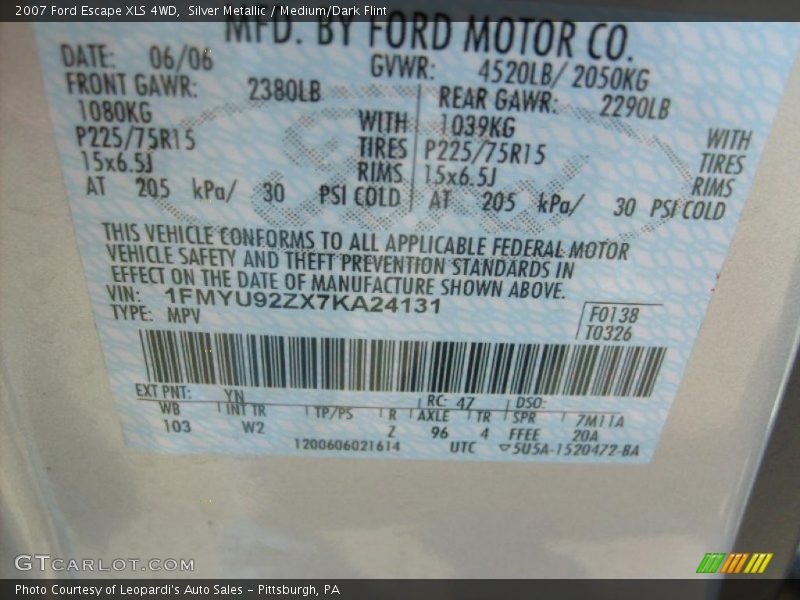 2007 Ford Escape XLS 4WD, Silver Metallic / Medium/Dark Flint
MFD. BY FORD MOTOR CO.
DATE: 06/06 GVWR: 4520LB/ 2050KG
FRONT GAWR: 2380LB REAR GAWR: 2290LB
1080KG WITH 1039KG WITH
P225/75R15 TIRES P225/75R15 TIRES
15x6.5J RIMS 15x6.5J RIMS
AT 205 kPa/ 30 PSI COLD AT 205 kPa/ 30 PSI COLD
THIS VEHICLE CONFORMS TO ALL APPLICABLE FEDERAL MOTOR
VEHICLE SAFETY AND THEFT PREVENTION STANDARDS IN
EFFECT ON THE DATE OF MANUFACTURE SHOWN ABOVE.
VIN: 1FMYU92ZX7KA24131
TYPE: MPV
F0138
T0326
EXT PNT: YN RC: 47 DSO:
WB INT TR TP/PS R AXLE TR SPR 7M11A
103 W2 Z 96 4 FFEE 20A
1200606021614 UTC ▽5U5A-1520472-BA
GTCARLOT.COM
Photo Courtesy of Leopardi's Auto Sales - Pittsburgh, PA